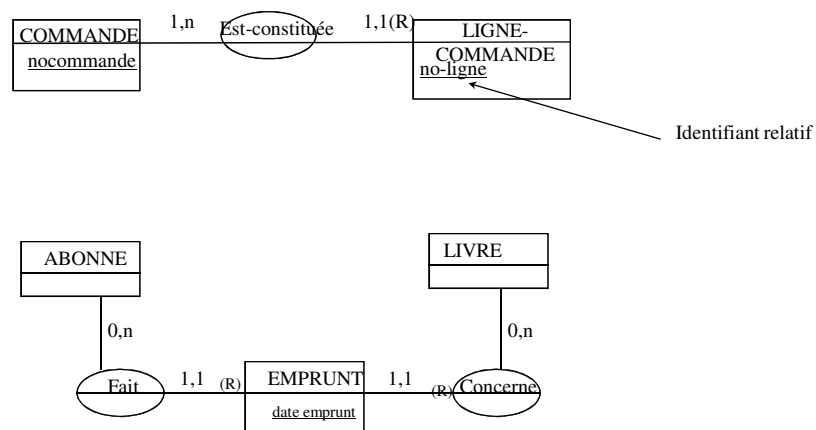 1,n
Est-constituée
1,1(R)
COMMANDE
nocommande
LIGNE-
COMMANDE
no-ligne
Identifiant relatif
ABONNE
LIVRE
0,n
0,n
Fait
1,1
(R)
EMPRUNT
date emprunt
1,1
(R)
Concerne